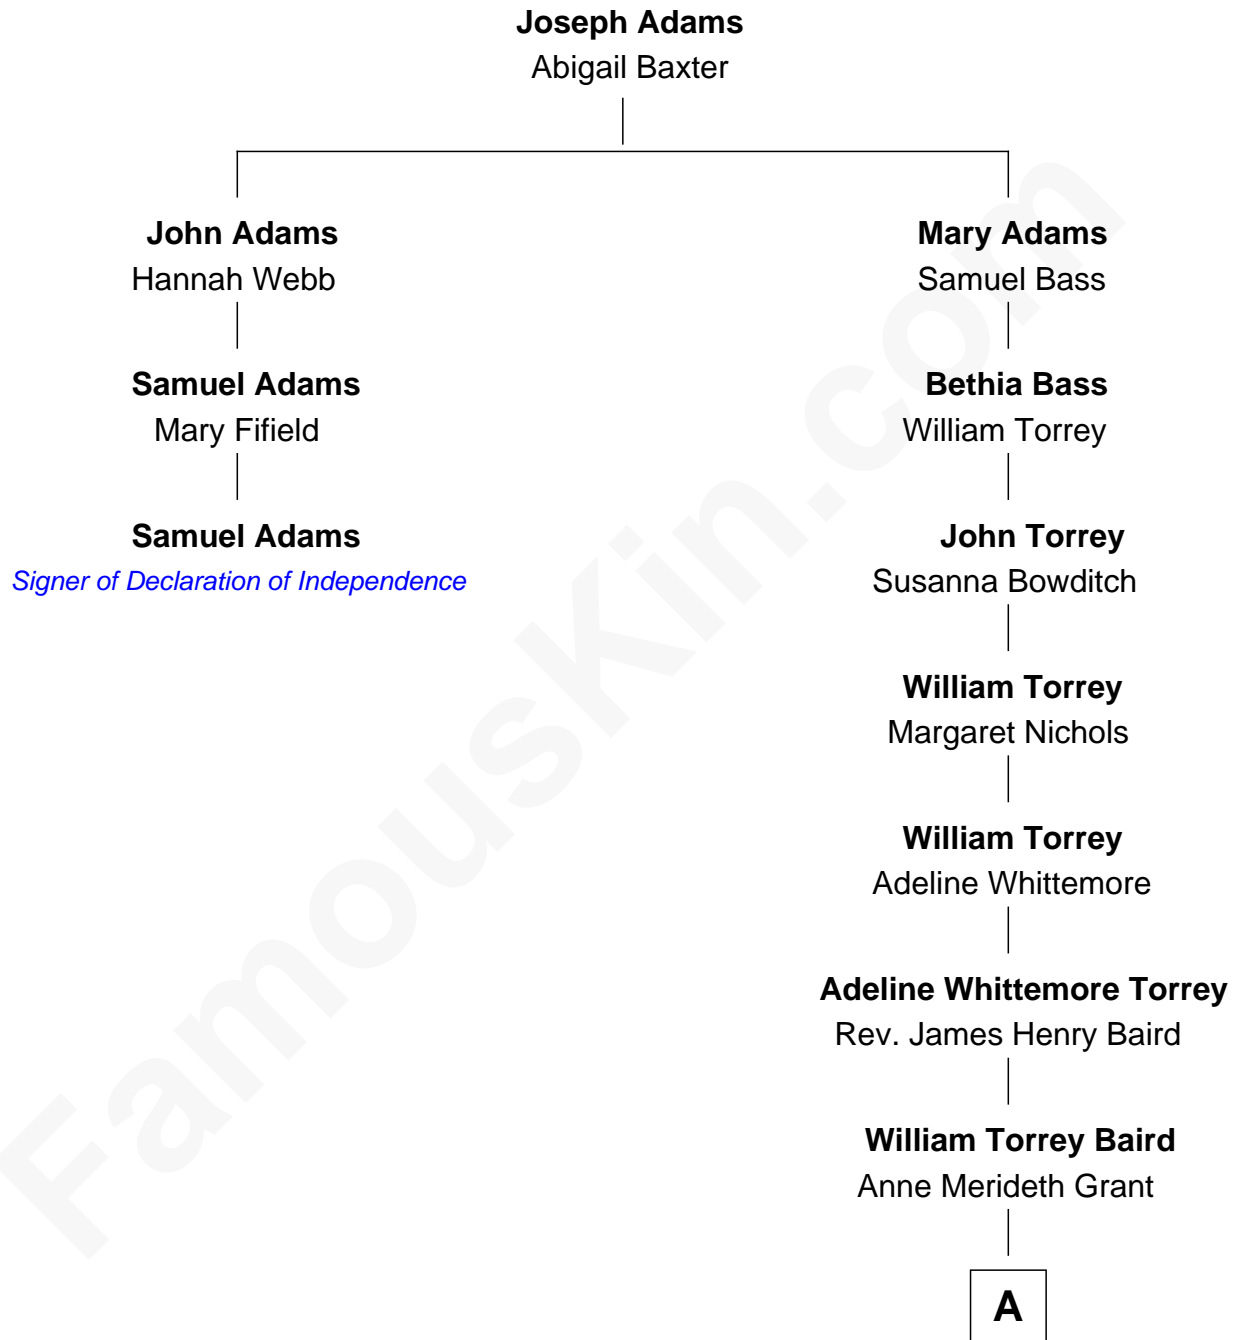 Joseph Adams
Abigail Baxter
John Adams
Hannah Webb
Samuel Adams
Mary Fifield
Samuel Adams
Signer of Declaration of Independence
Mary Adams
Samuel Bass
Bethia Bass
William Torrey
John Torrey
Susanna Bowditch
William Torrey
Margaret Nichols
William Torrey
Adeline Whittemore
Adeline Whittemore Torrey
Rev. James Henry Baird
William Torrey Baird
Anne Merideth Grant
A
FamousKin.com